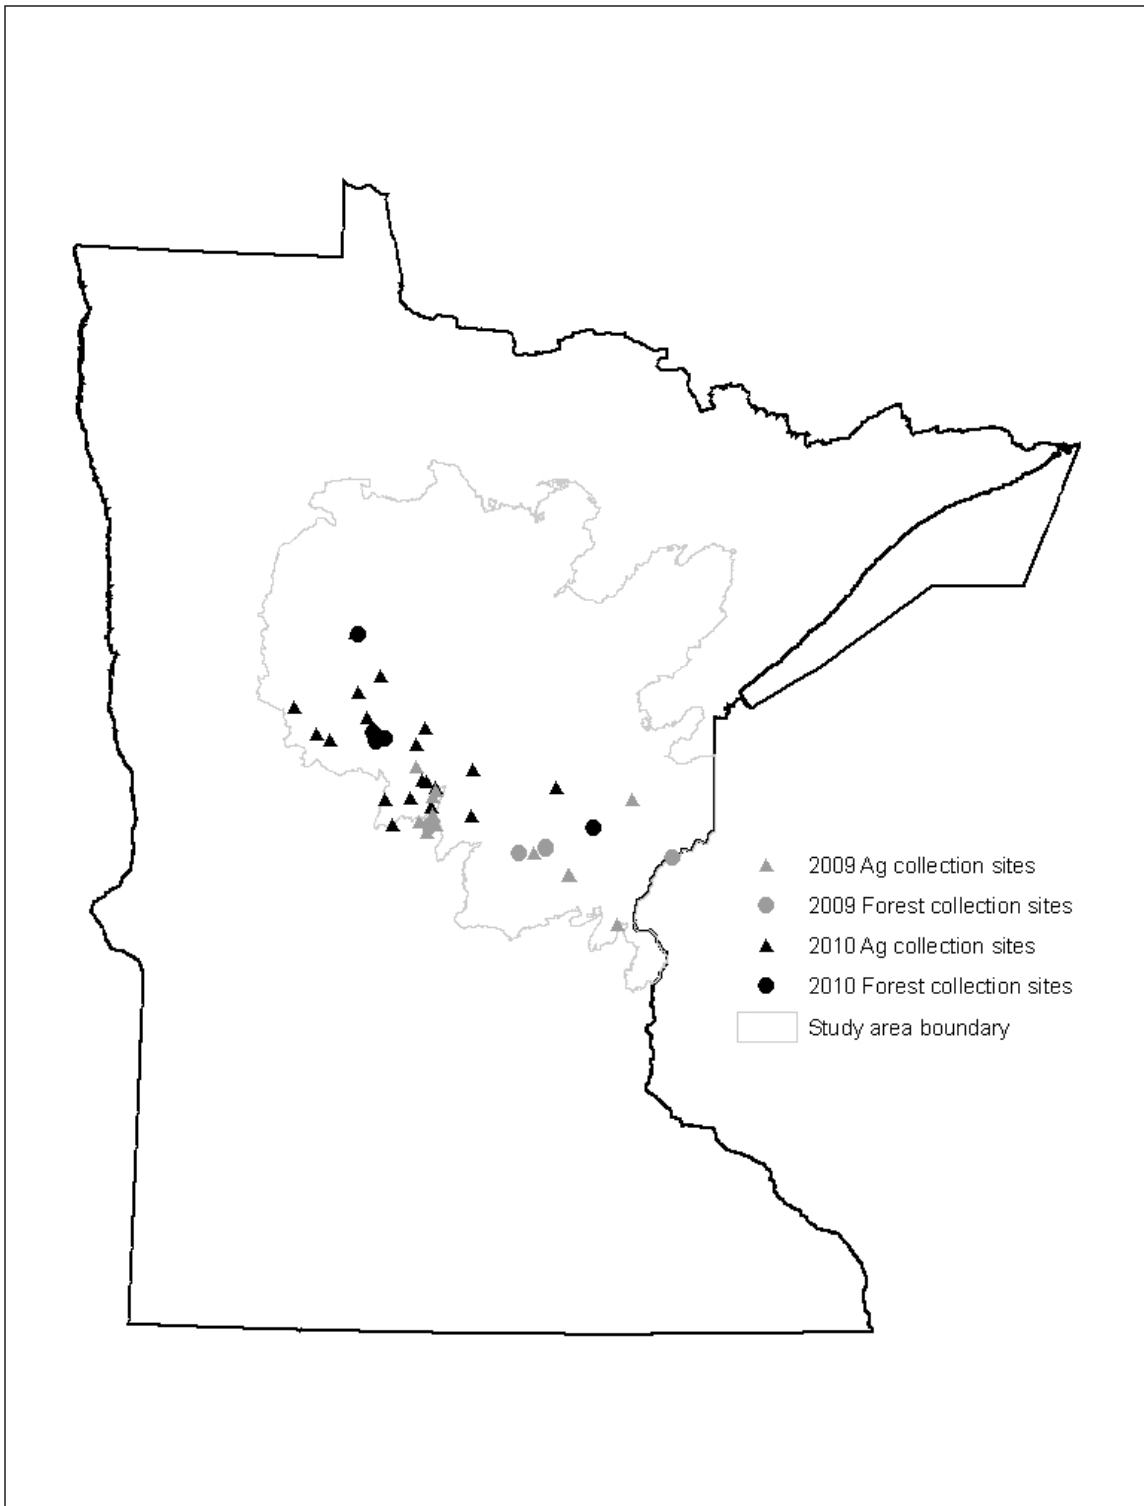 2009 Ag collection sites
2009 Forest collection sites
2010 Ag collection sites
2010 Forest collection sites
Study area boundary